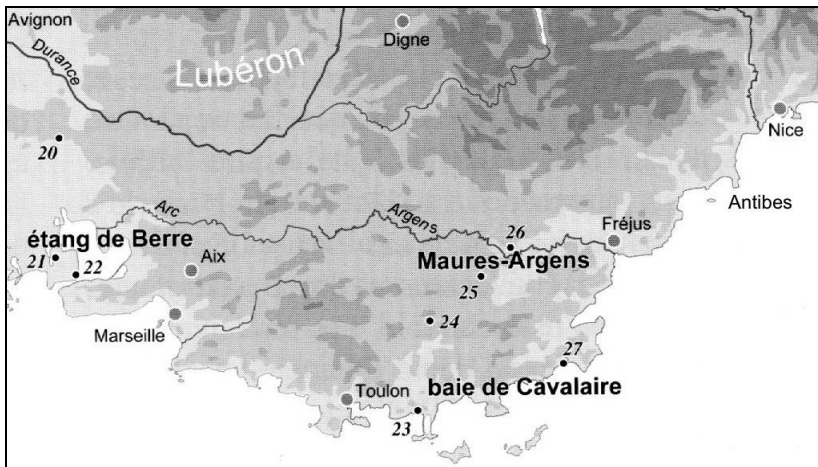 Avignon
Digne
Durance
Lubéron
Nice
20
Antibes
Arc
Argens
26
Fréjus
étang de Berre
21
22
Aix
Maures-Argens
25
Marseille
24
27
Toulon
baie de Cavalaire
23